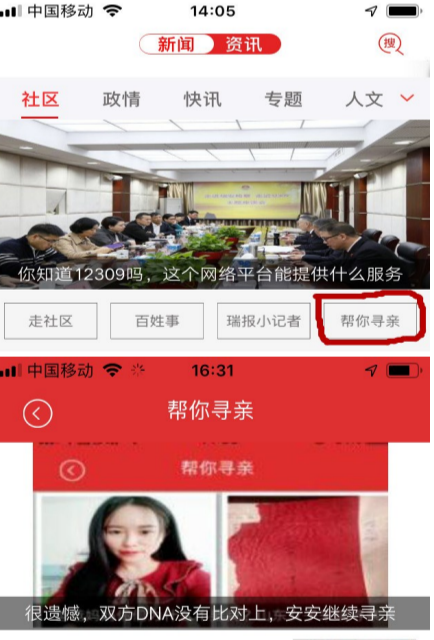 中国移动 14:05
新闻 资讯 搜
社区 政情 快讯 专题 人文
你知道12309吗，这个网络平台能提供什么服务
走社区 百姓事 瑞报小记者 帮你寻亲
中国移动 16:31
帮你寻亲
帮你寻亲
很遗憾，双方DNA没有比对上，安安继续寻亲